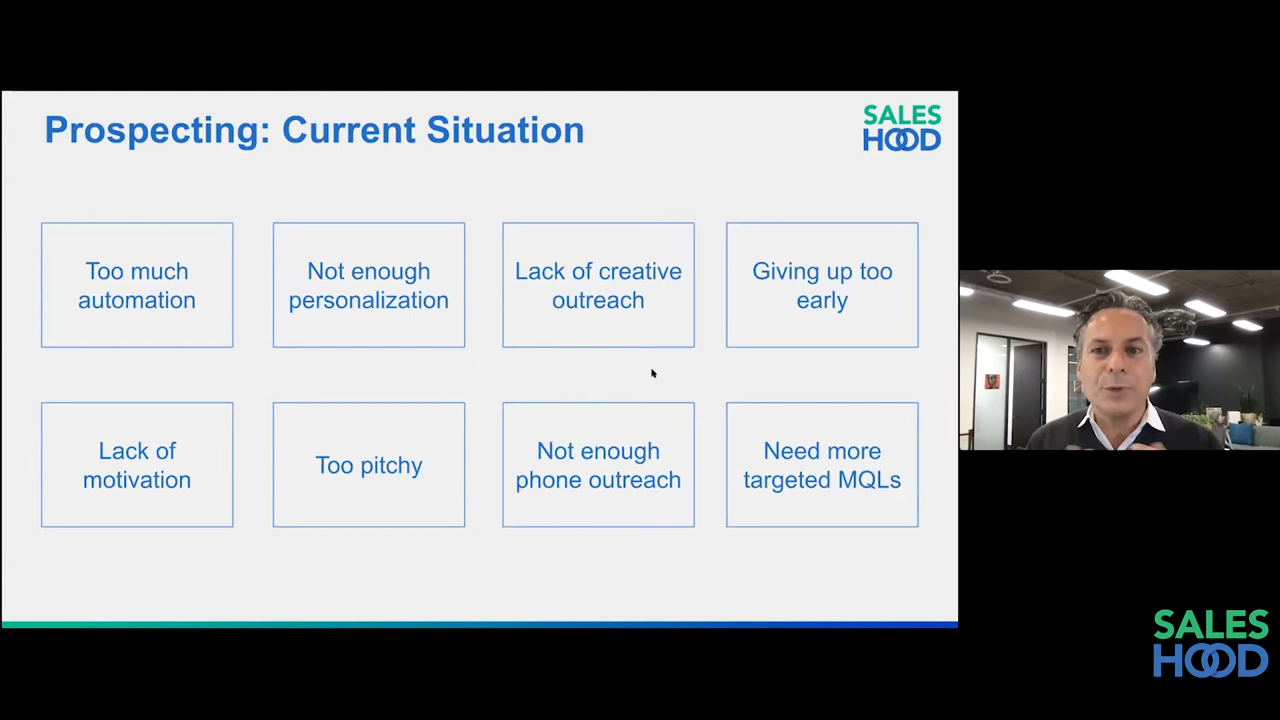 Prospecting: Current Situation
SALES
HOOD
Too much
automation
Not enough
personalization
Lack of creative
outreach
Giving up too
early
Lack of
motivation
Too pitchy
Not enough
phone outreach
Need more
targeted MQLs
SALES
HOOD